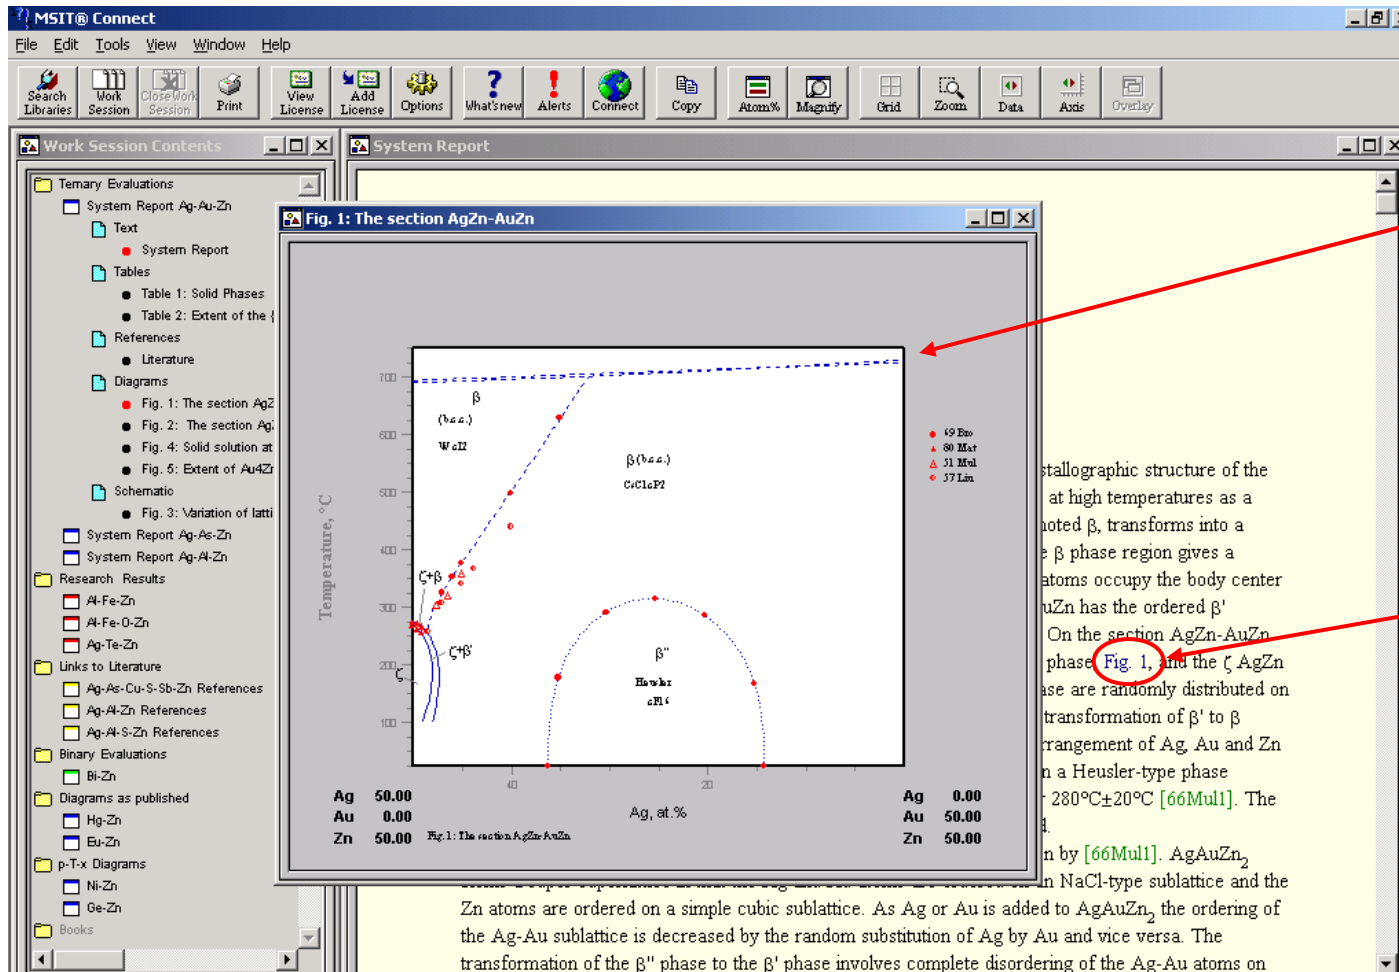 MSIT® Connect
File Edit Tools View Window Help
Search Libraries
Work Session
Close Work Session
Print
View License
Add License
Options
What's new
Alerts
Connect
Copy
Atom%
Magnify
Grid
Zoom
Data
Axis
Overlay
Work Session Contents
Ternary Evaluations
System Report Ag-Au-Zn
Text
System Report
Tables
Table 1: Solid Phases
Table 2: Extent of the
References
Literature
Diagrams
Fig. 1: The section AgZ
Fig. 2: The section Ag
Fig. 4: Solid solution at
Fig. 5: Extent of Au4Zr
Schematic
Fig. 3: Variation of latti
System Report Ag-As-Zn
System Report Ag-Al-Zn
Research Results
Al-Fe-Zn
Al-Fe-O-Zn
Ag-Te-Zn
Links to Literature
Ag-As-Cu-S-Sb-Zn References
Ag-Al-Zn References
Ag-Al-S-Zn References
Binary Evaluations
Bi-Zn
Diagrams as published
Hg-Zn
Eu-Zn
p-T-x Diagrams
Ni-Zn
Ge-Zn
Books
System Report
Fig. 1: The section AgZn-AuZn
Temperature, °C
700
600
500
400
300
200
100
β
(b.c.c.)
W cI2
β(b.c.c.)
CsCl cP2
ζ+β
ζ+β'
ζ
β''
Heusler
cF16
69 Bro
80 Mat
51 Mul
57 Lin
40
20
Ag, at.%
Ag 50.00
Au 0.00
Zn 50.00
Ag 0.00
Au 50.00
Zn 50.00
Fig.1: The section AgZn-AuZn
stallographic structure of the
at high temperatures as a
noted β, transforms into a
e β phase region gives a
atoms occupy the body center
uZn has the ordered β'
On the section AgZn-AuZn
phase Fig. 1, and the ζ AgZn
ase are randomly distributed on
transformation of β' to β
rrangement of Ag, Au and Zn
n a Heusler-type phase
280°C±20°C [66Mul1]. The
n by [66Mul1]. AgAuZn2
in NaCl-type sublattice and the
Zn atoms are ordered on a simple cubic sublattice. As Ag or Au is added to AgAuZn2 the ordering of
the Ag-Au sublattice is decreased by the random substitution of Ag by Au and vice versa. The
transformation of the β'' phase to the β' phase involves complete disordering of the Ag-Au atoms on